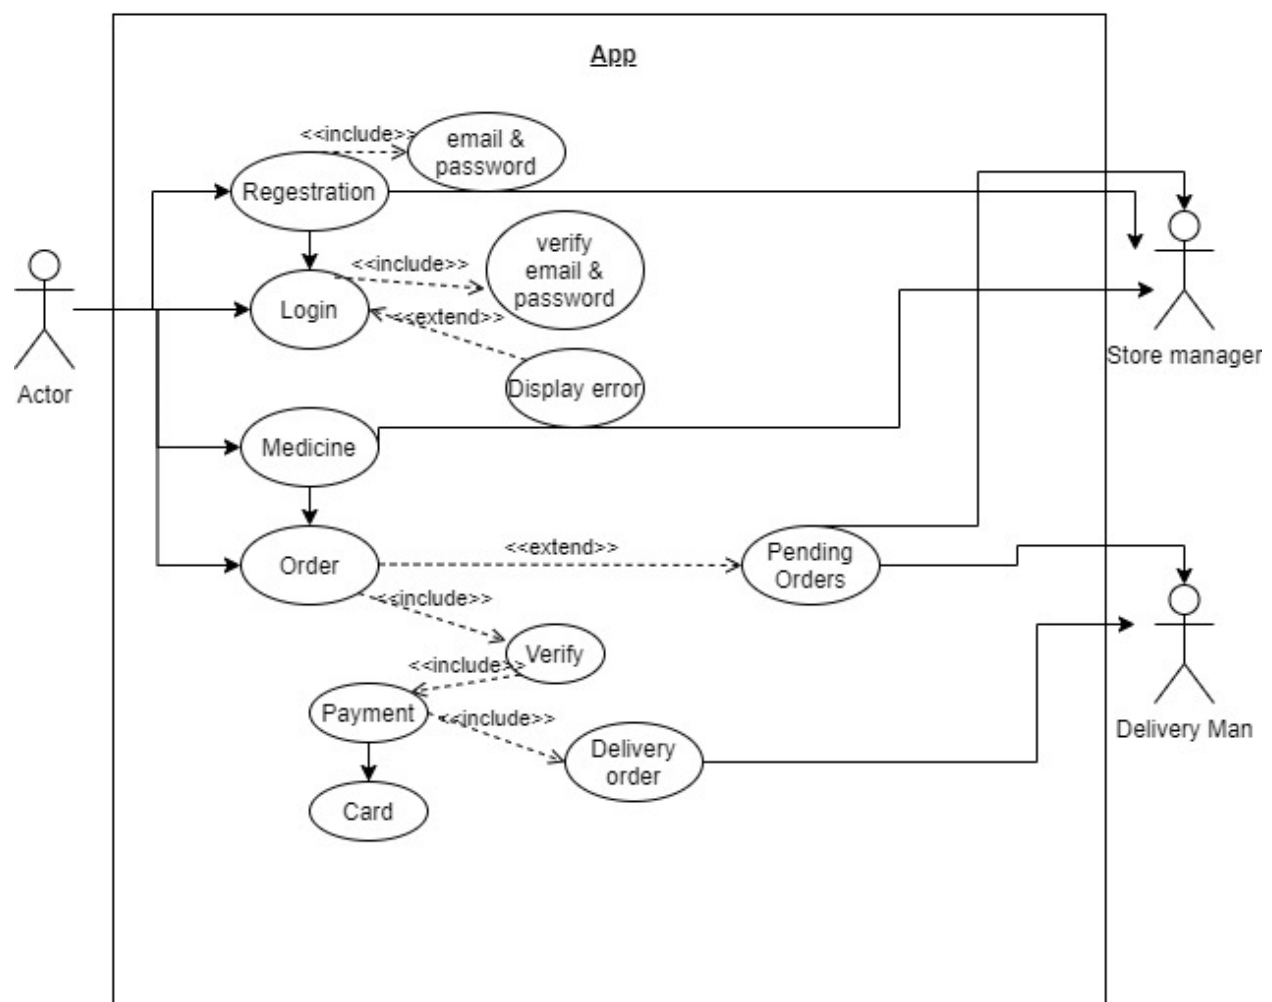 App
<<include>>
email &
password
Regestration
<<include>>
verify
email &
password
Login
<<extend>>
Display error
Actor
Store manager
Medicine
Order
<<extend>>
Pending
Orders
<<include>>
Verify
<<include>>
Payment
<<include>>
Delivery
order
Delivery Man
Card